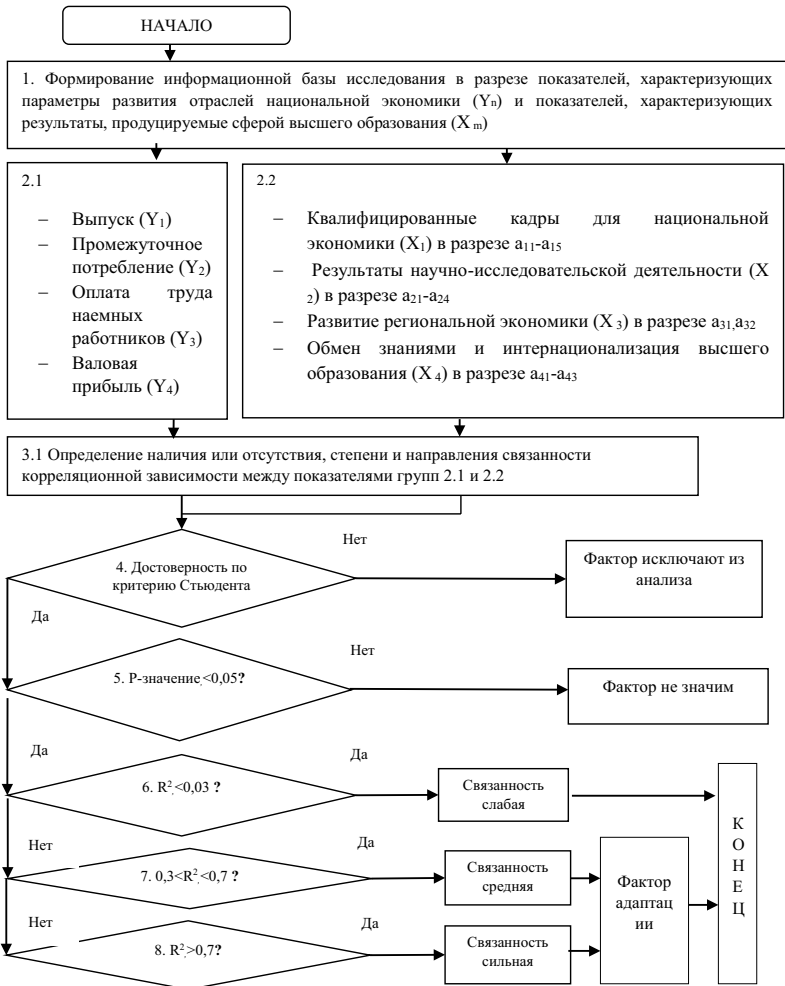 НАЧАЛО
1. Формирование информационной базы исследования в разрезе показателей, характеризующих
параметры развития отраслей национальной экономики (Yₙ) и показателей, характеризующих
результаты, продуцируемые сферой высшего образования (X ₘ)
2.1
– Выпуск (Y₁)
– Промежуточное
потребление (Y₂)
– Оплата труда
наемных
работников (Y₃)
– Валовая
прибыль (Y₄)
2.2
– Квалифицированные кадры для национальной
экономики (X₁) в разрезе a₁₁-a₁₅
– Результаты научно-исследовательской деятельности (X
₂) в разрезе a₂₁-a₂₄
– Развитие региональной экономики (X ₃) в разрезе a₃₁,a₃₂
– Обмен знаниями и интернационализация высшего
образования (X ₄) в разрезе a₄₁-a₄₃
3.1 Определение наличия или отсутствия, степени и направления связанности
корреляционной зависимости между показателями групп 2.1 и 2.2
Нет
4. Достоверность по
критерию Стьюдента
Фактор исключают из
анализа
Да
Нет
5. P-значение<0,05?
Фактор не значим
Да
Да
6. R²<0,03 ?
Связанность
слабая
К
О
Н
Е
Ц
Нет
Да
7. 0,3<R²<0,7 ?
Связанность
средняя
Фактор
адаптац
ии
Нет
Да
8. R²>0,7?
Связанность
сильная